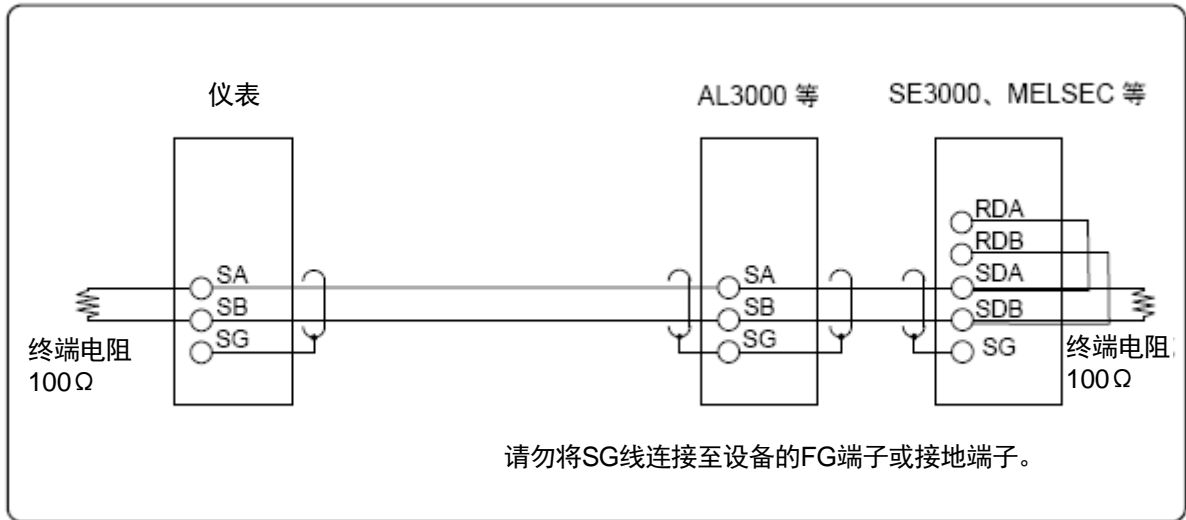 仪表
AL3000 等
SE3000、MELSEC 等
RDA
RDB
SA
SA
SDA
SB
SB
SDB
SG
SG
SG
终端电阻
100Ω
终端电阻
100Ω
请勿将SG线连接至设备的FG端子或接地端子。